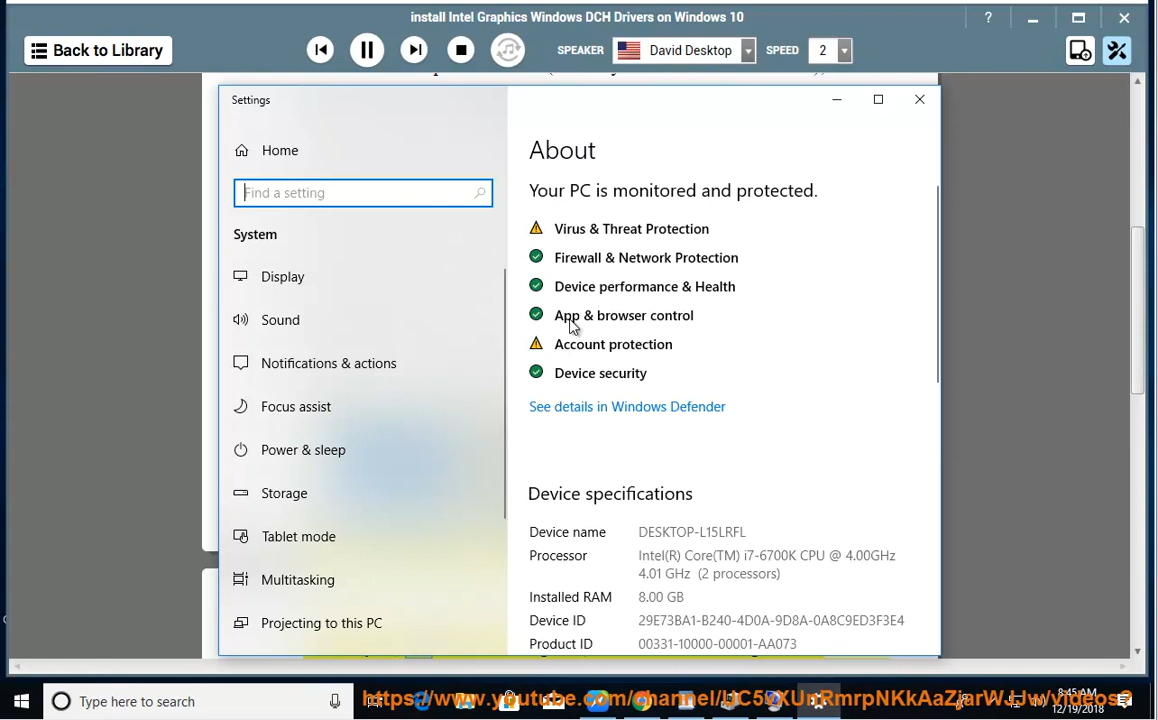 install Intel Graphics Windows DCH Drivers on Windows 10
?
Back to Library
SPEAKER
David Desktop
SPEED
2
Settings
Home
Find a setting
System
Display
Sound
Notifications & actions
Focus assist
Power & sleep
Storage
Tablet mode
Multitasking
Projecting to this PC
About
Your PC is monitored and protected.
Virus & Threat Protection
Firewall & Network Protection
Device performance & Health
App & browser control
Account protection
Device security
See details in Windows Defender
Device specifications
Device name DESKTOP-L15LRFL
Processor Intel(R) Core(TM) i7-6700K CPU @ 4.00GHz
4.01 GHz (2 processors)
Installed RAM 8.00 GB
Device ID 29E73BA1-B240-4D0A-9D8A-0A8C9ED3F3E4
Product ID 00331-10000-00001-AA073
Type here to search
8:45 AM
12/19/2018